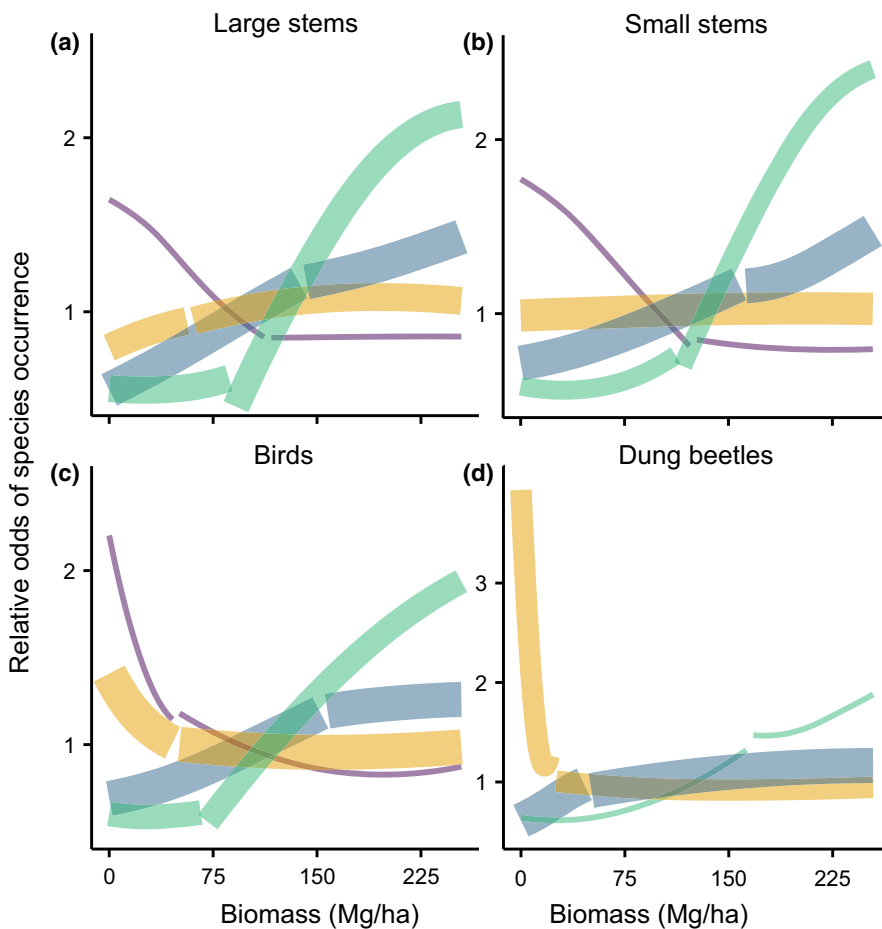 Large stems
(a)
2
1
Small stems
(b)
2
1
Relative odds of species occurrence
Birds
(c)
2
1
0
75
150
225
Biomass (Mg/ha)
Dung beetles
(d)
3
2
1
0
75
150
225
Biomass (Mg/ha)